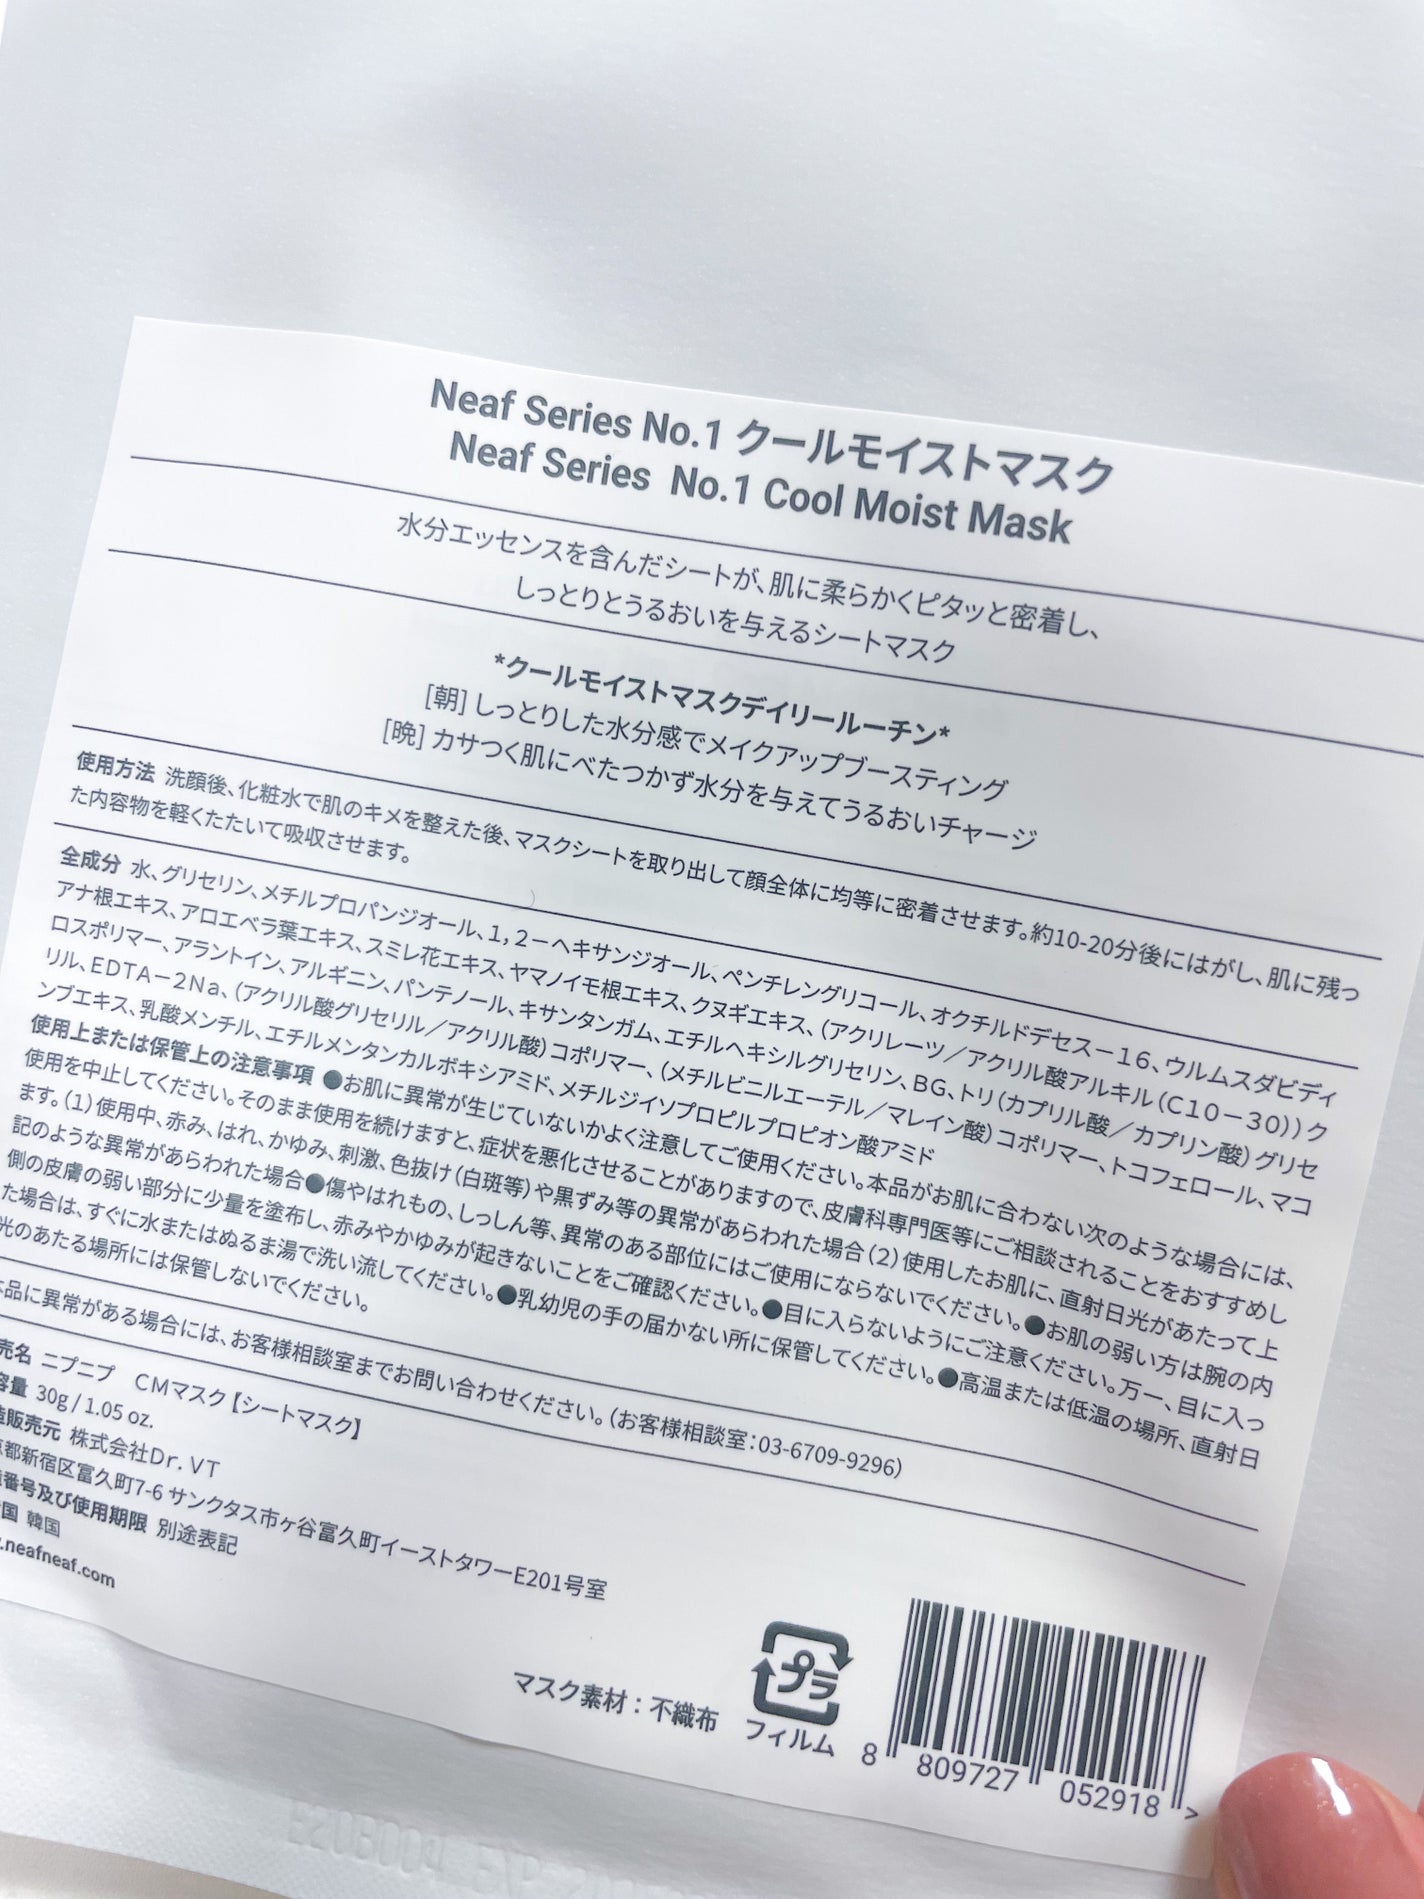 Neaf Series No.1 クールモイストマスク
Neaf Series No.1 Cool Moist Mask
水分エッセンスを含んだシートが、肌に柔らかくピタッと密着し、
しっとりとうるおいを与えるシートマスク
*クールモイストマスクデイリールーチン*
[朝] しっとりした水分感でメイクアップブースティング
[晩] カサつく肌にべたつかず水分を与えてうるおいチャージ
使用方法 洗顔後、化粧水で肌のキメを整えた後、マスクシートを取り出して顔全体に均等に密着させます。約10-20分後にはがし、肌に残っ
た内容物を軽くたたいて吸収させます。
全成分 水、グリセリン、メチルプロパンジオール、１，２－ヘキサンジオール、ペンチレングリコール、オクチルドデセス－１６、ウルムスダビディ
アナ根エキス、アロエベラ葉エキス、スミレ花エキス、ヤマノイモ根エキス、クヌギエキス、（アクリレーツ／アクリル酸アルキル（Ｃ１０－３０））ク
ロスポリマー、アラントイン、アルギニン、パンテノール、キサンタンガム、エチルヘキシルグリセリン、ＢＧ、トリ（カプリル酸／カプリン酸）グリセ
リル、ＥＤＴＡ－２Ｎａ、（アクリル酸グリセリル／アクリル酸）コポリマー、（メチルビニルエーテル／マレイン酸）コポリマー、トコフェロール、マコ
ンブエキス、乳酸メンチル、エチルメンタンカルボキシアミド、メチルジイソプロピルプロピオン酸アミド
使用上または保管上の注意事項 ●お肌に異常が生じていないかよく注意してご使用ください。本品がお肌に合わない次のような場合には、
使用を中止してください。そのまま使用を続けますと、症状を悪化させることがありますので、皮膚科専門医等にご相談されることをおすすめし
ます。（1）使用中、赤み、はれ、かゆみ、刺激、色抜け（白斑等）や黒ずみ等の異常があらわれた場合（2）使用したお肌に、直射日光があたって上
記のような異常があらわれた場合●傷やはれもの、しっしん等、異常のある部位にはご使用にならないでください。●お肌の弱い方は腕の内
側の皮膚の弱い部分に少量を塗布し、赤みやかゆみが起きないことをご確認ください。●目に入らないようにご注意ください。万一、目に入っ
た場合は、すぐに水またはぬるま湯で洗い流してください。●乳幼児の手の届かない所に保管してください。●高温または低温の場所、直射日
光のあたる場所には保管しないでください。
品に異常がある場合には、お客様相談室までお問い合わせください。（お客様相談室：03-6709-9296）
売名 ニプニプ　ＣＭマスク【シートマスク】
容量 30g / 1.05 oz.
販売元 株式会社Ｄｒ．ＶＴ
都新宿区富久町7-6 サンクタス市ヶ谷富久町イーストタワーE201号室
番号及び使用期限 別途表記
国 韓国
.neafneaf.com
マスク素材：不織布
プラ
フィルム
8 809727 052918 >